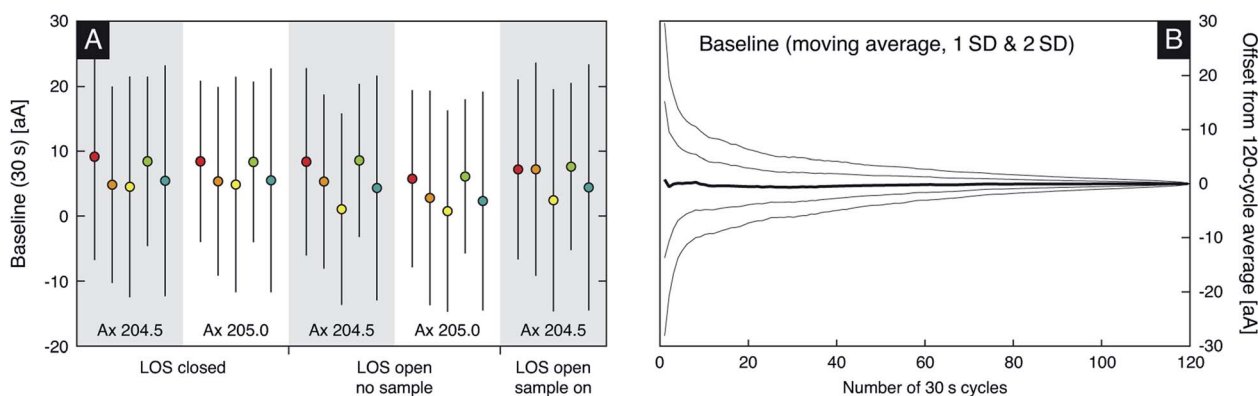 A
Baseline (30 s) [aA]
30
20
10
0
-10
-20
Ax 204.5
Ax 205.0
Ax 204.5
Ax 205.0
Ax 204.5
LOS closed
LOS open
no sample
LOS open
sample on
Baseline (moving average, 1 SD & 2 SD)
B
30
20
10
0
-10
-20
-30
Offset from 120-cycle average [aA]
0
20
40
60
80
100
120
Number of 30 s cycles